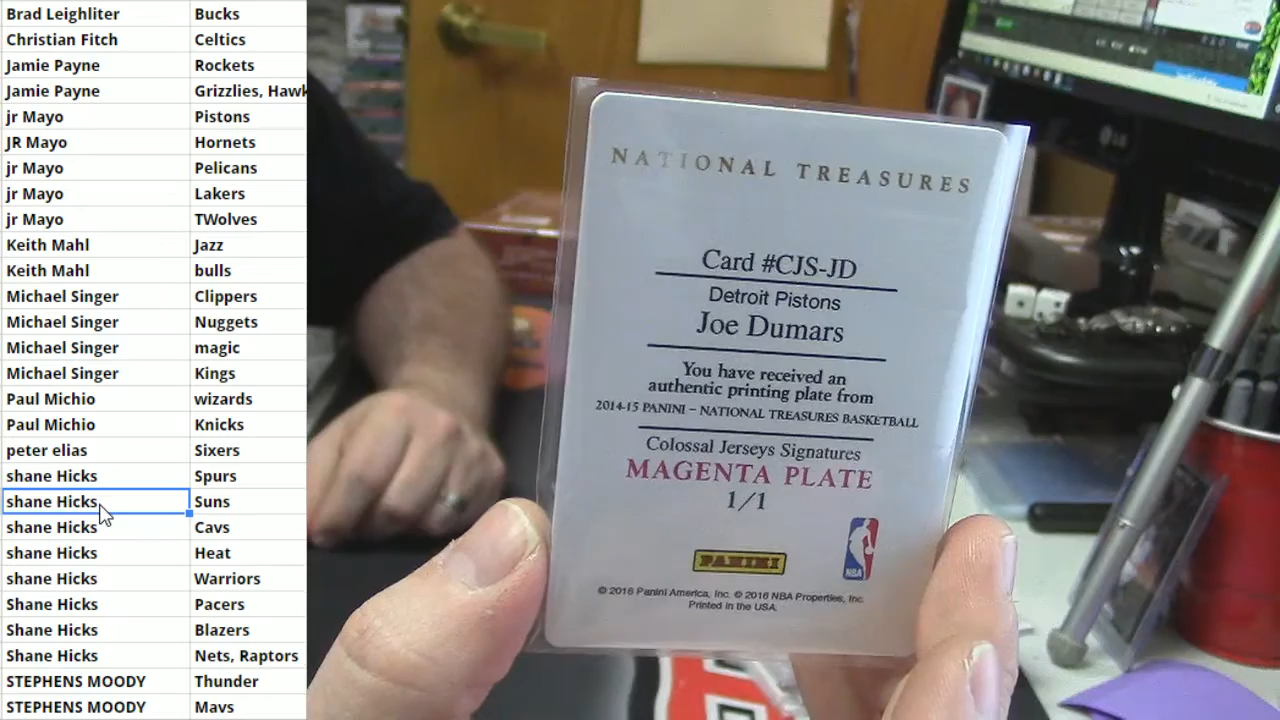 Brad Leighliter Bucks
Christian Fitch Celtics
Jamie Payne Rockets
Jamie Payne Grizzlies, Hawk
jr Mayo Pistons
JR Mayo Hornets
jr Mayo Pelicans
jr Mayo Lakers
jr Mayo TWolves
Keith Mahl Jazz
Keith Mahl bulls
Michael Singer Clippers
Michael Singer Nuggets
Michael Singer magic
Michael Singer Kings
Paul Michio wizards
Paul Michio Knicks
peter elias Sixers
shane Hicks Spurs
shane Hicks Suns
shane Hicks Cavs
shane Hicks Heat
shane Hicks Warriors
Shane Hicks Pacers
Shane Hicks Blazers
Shane Hicks Nets, Raptors
STEPHENS MOODY Thunder
STEPHENS MOODY Mavs
NATIONAL TREASURES
Card #CJS-JD
Detroit Pistons
Joe Dumars
You have received an
authentic printing plate from
2014-15 PANINI – NATIONAL TREASURES BASKETBALL
Colossal Jerseys Signatures
MAGENTA PLATE
1/1
PANINI
NBA
© 2016 Panini America, Inc. © 2016 NBA Properties, Inc.
Printed in the USA.